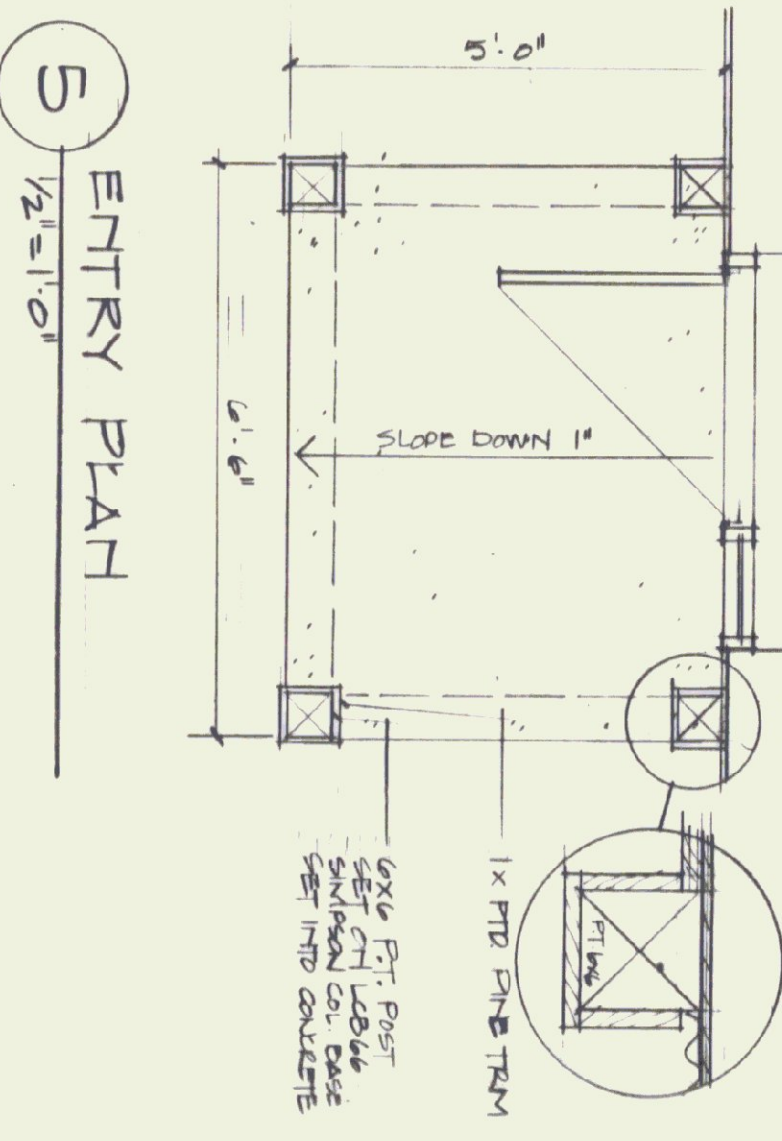 5'-0"
SLOPE DOWN 1"
6'-6"
PT 6x6
1x PTD. PINE TRIM
6X6 P.T. POST
SET ON LCB66
SIMPSON COL. BASE
SET INTO CONCRETE
5
ENTRY PLAN
1/2"=1'-0"